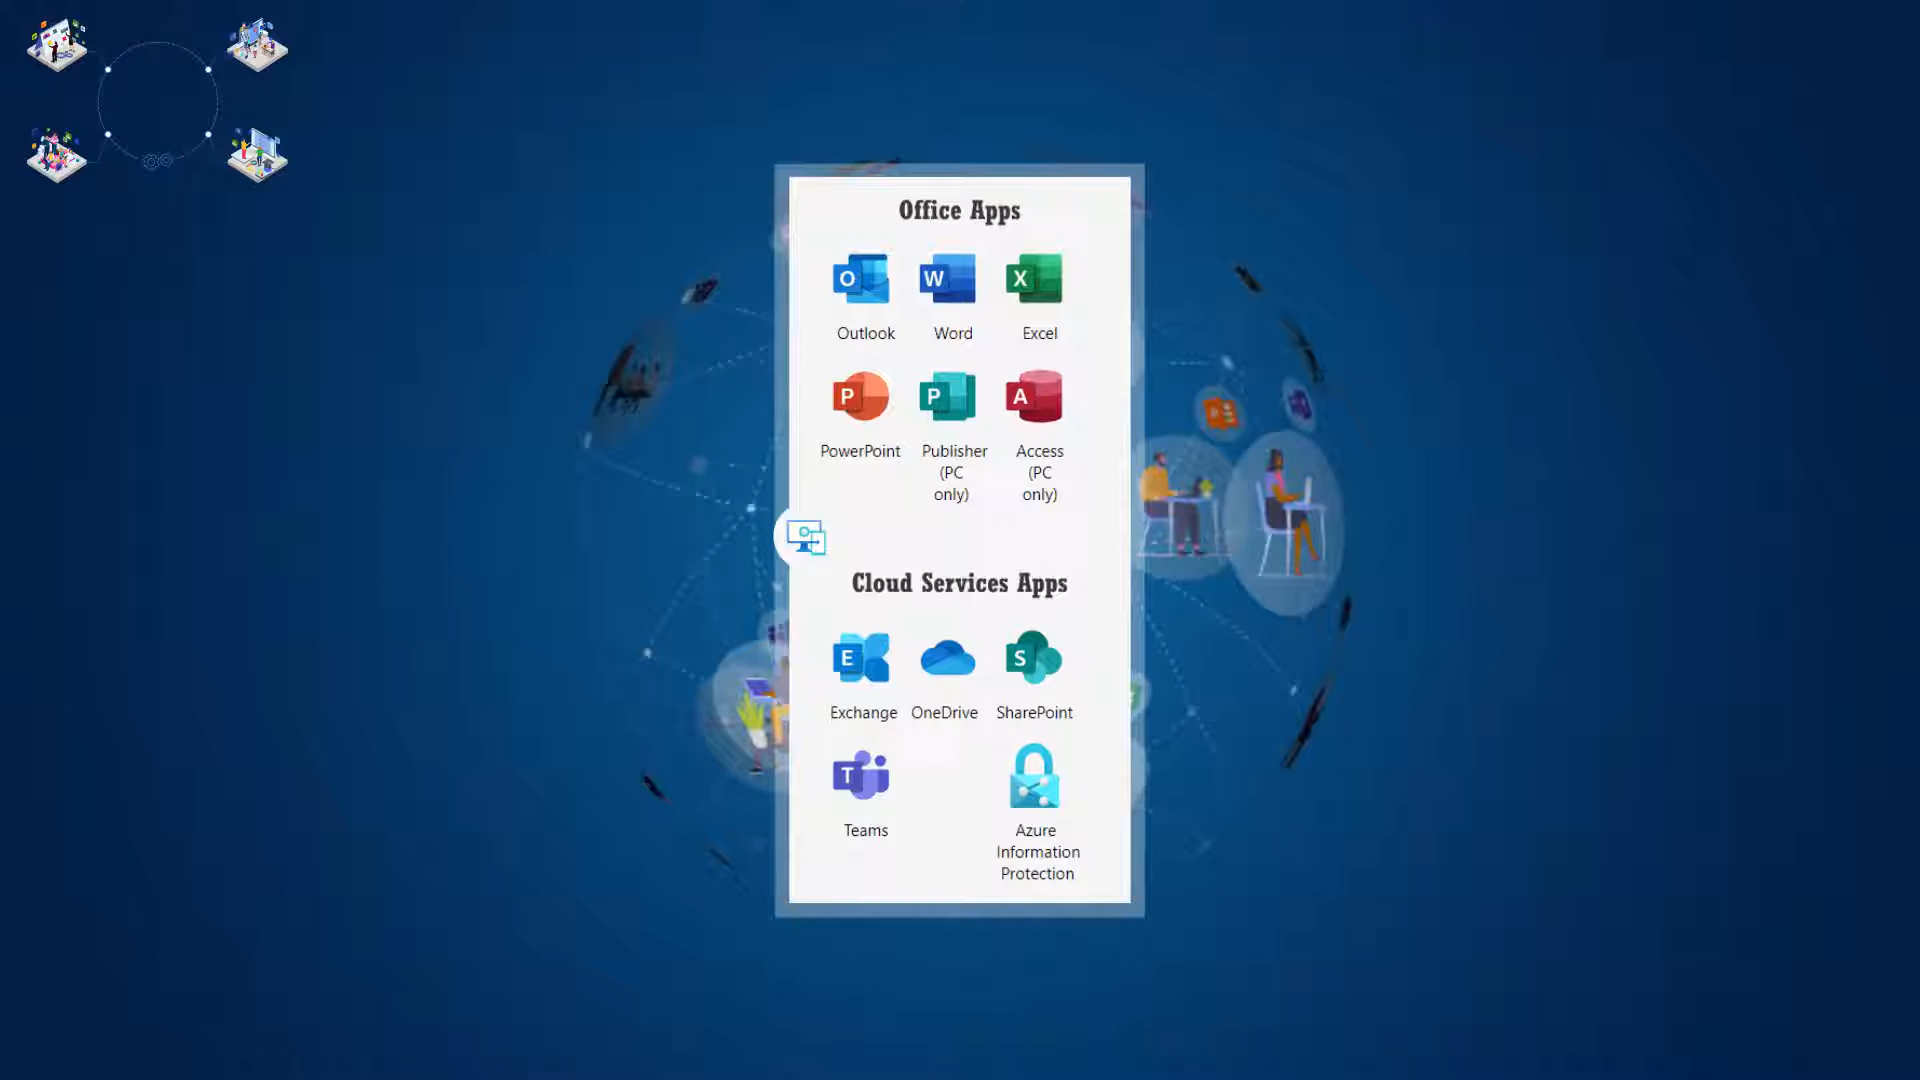 Office Apps
O W X
Outlook Word Excel
P P A
PowerPoint Publisher Access
(PC (PC
only) only)
Cloud Services Apps
E S
Exchange OneDrive SharePoint
T
Teams Azure
Information
Protection